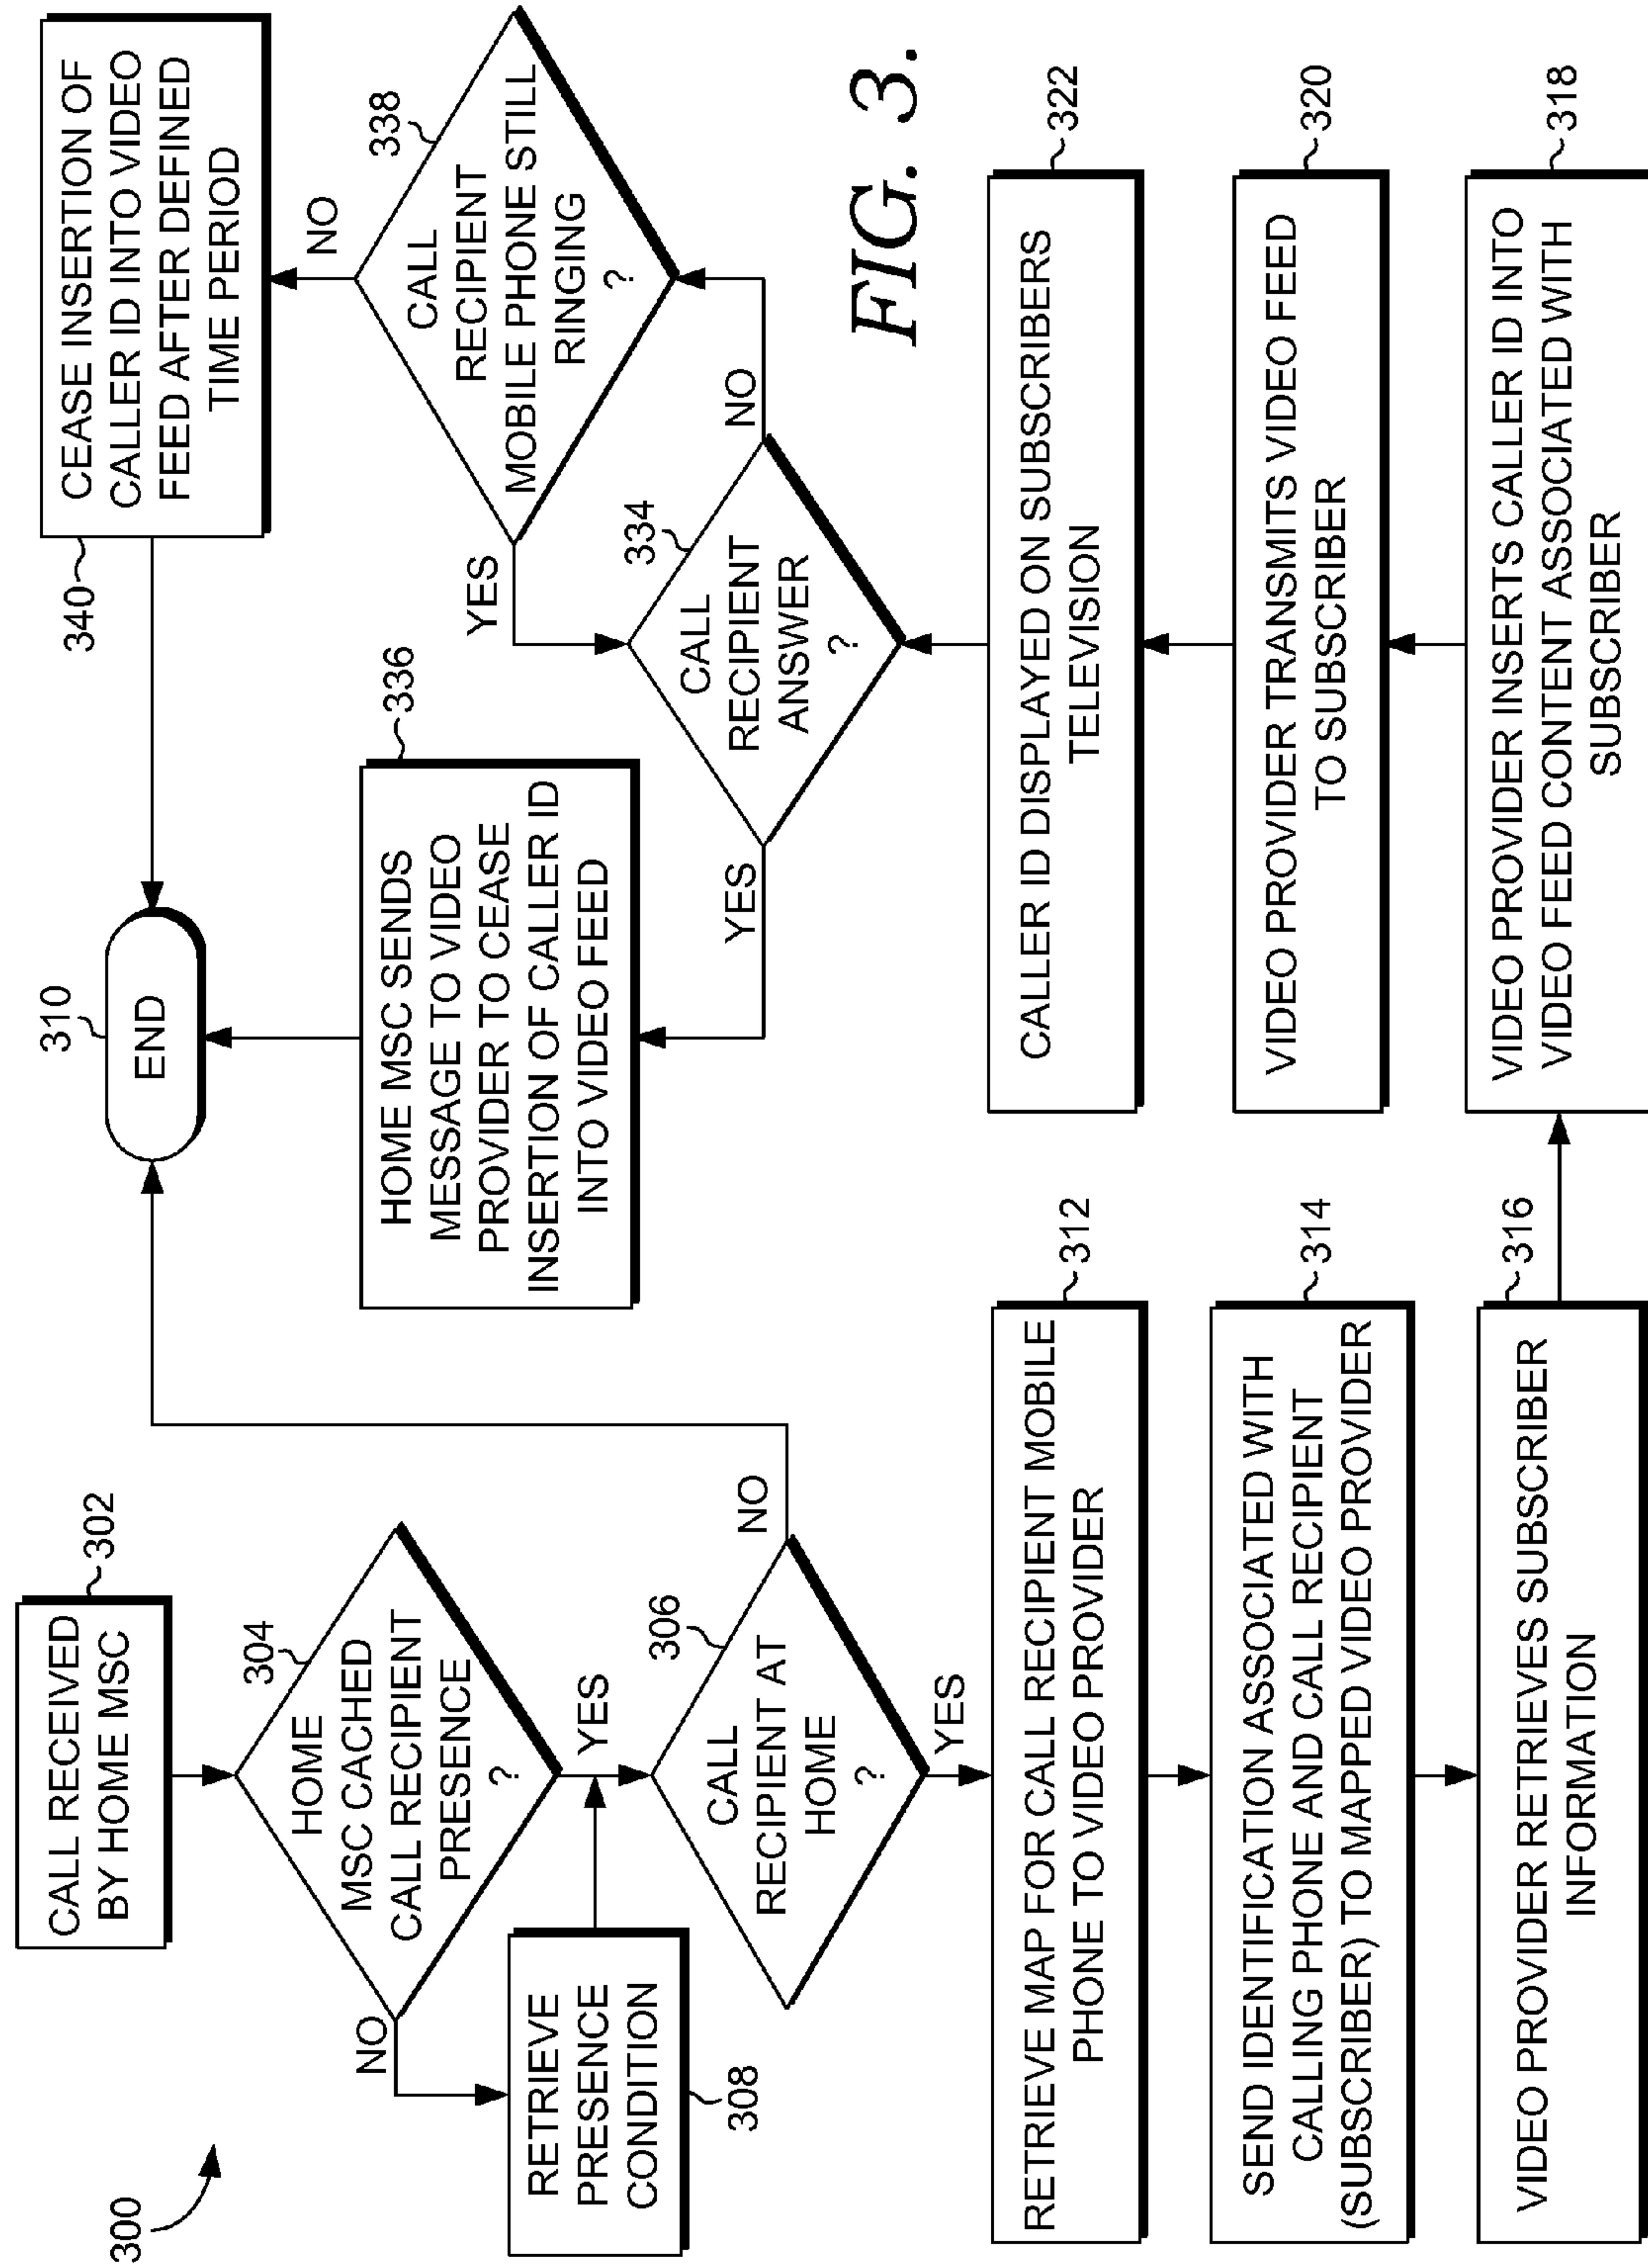 300
CALL RECEIVED
BY HOME MSC
302
HOME
MSC CACHED
CALL RECIPIENT
PRESENCE
?
304
NO
YES
RETRIEVE
PRESENCE
CONDITION
308
CALL
RECIPIENT AT
HOME
?
306
NO
YES
RETRIEVE MAP FOR CALL RECIPIENT MOBILE
PHONE TO VIDEO PROVIDER
312
SEND IDENTIFICATION ASSOCIATED WITH
CALLING PHONE AND CALL RECIPIENT
(SUBSCRIBER) TO MAPPED VIDEO PROVIDER
314
VIDEO PROVIDER RETRIEVES SUBSCRIBER
INFORMATION
316
310
END
HOME MSC SENDS
MESSAGE TO VIDEO
PROVIDER TO CEASE
INSERTION OF CALLER ID
INTO VIDEO FEED
336
340
CEASE INSERTION OF
CALLER ID INTO VIDEO
FEED AFTER DEFINED
TIME PERIOD
NO
338
CALL
RECIPIENT
MOBILE PHONE STILL
RINGING
?
YES
334
CALL
RECIPIENT
ANSWER
?
YES
NO
CALLER ID DISPLAYED ON SUBSCRIBERS
TELEVISION
322
VIDEO PROVIDER TRANSMITS VIDEO FEED
TO SUBSCRIBER
320
VIDEO PROVIDER INSERTS CALLER ID INTO
VIDEO FEED CONTENT ASSOCIATED WITH
SUBSCRIBER
318
FIG. 3.